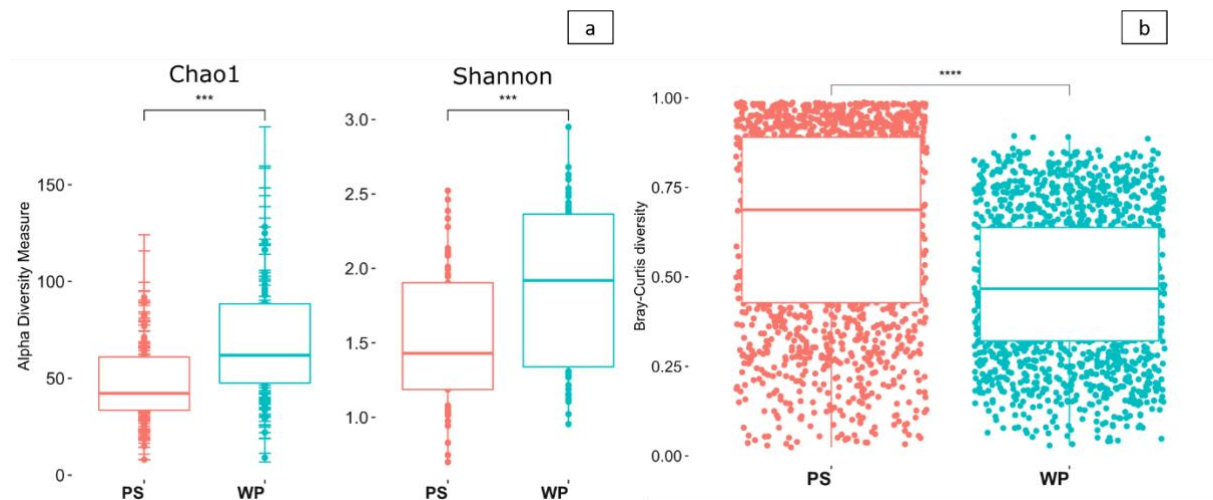 a
b
Chao1
Shannon
***
***
****
Alpha Diversity Measure
150-
100-
50-
0-
3.0-
2.5-
2.0-
1.5-
1.0-
Bray-Curtis diversity
1.00-
0.75-
0.50-
0.25-
0.00-
PS
WP
PS
WP
PS
WP